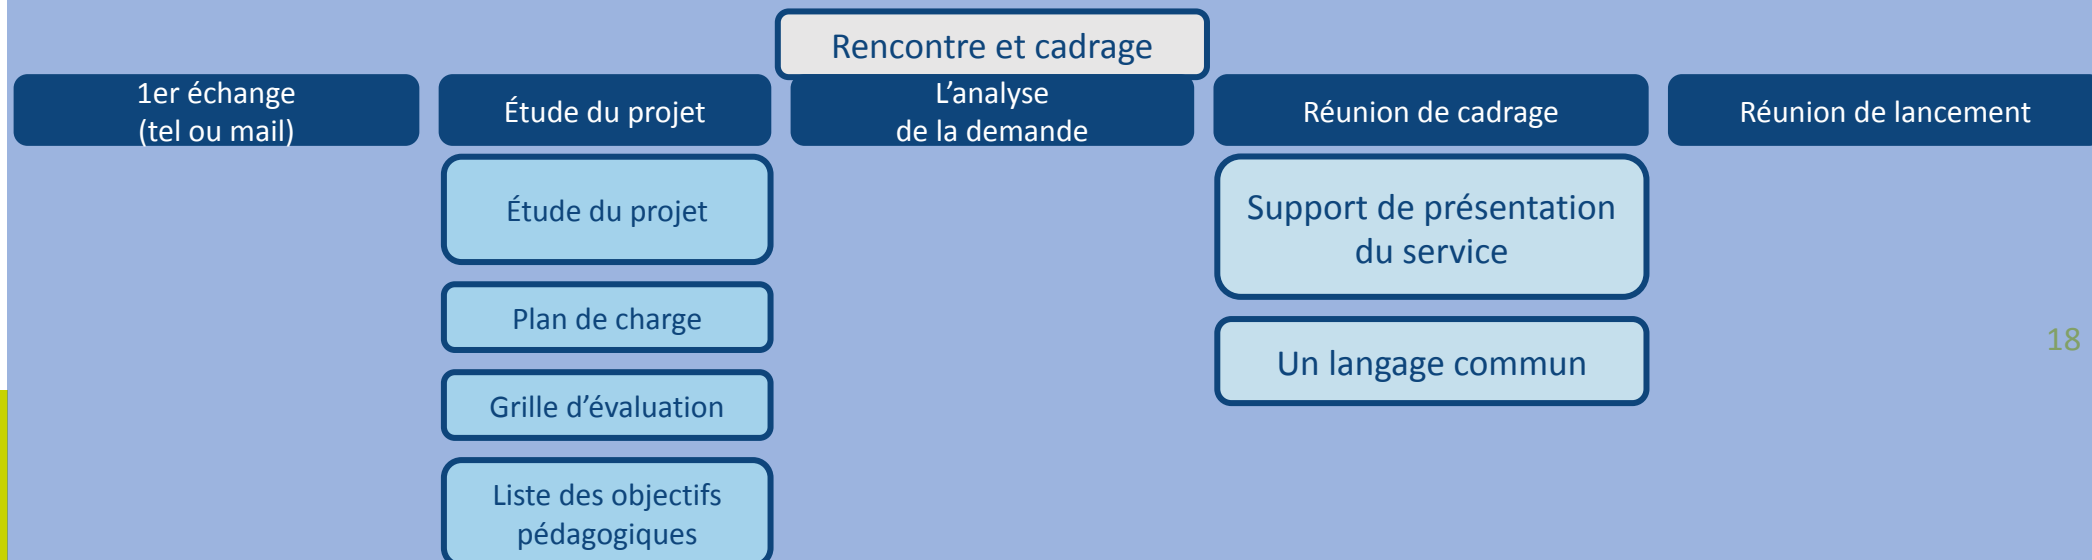 Rencontre et cadrage
1er échange
(tel ou mail)
Étude du projet
L’analyse
de la demande
Réunion de cadrage
Réunion de lancement
Étude du projet
Plan de charge
Grille d’évaluation
Liste des objectifs
pédagogiques
Support de présentation
du service
Un langage commun
18